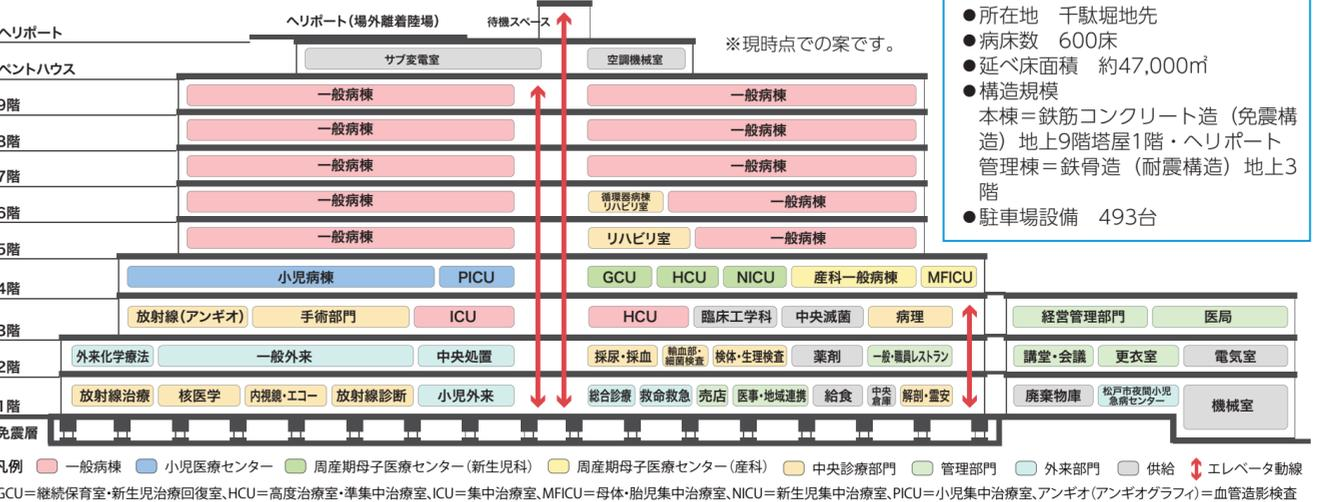 ヘリポート（場外離着陸場） 待機スペース
ヘリポート
※現時点での案です。
サブ変電室 空調機械室
ペントハウス
9階 一般病棟 一般病棟
8階 一般病棟 一般病棟
7階 一般病棟 一般病棟
6階 一般病棟 循環器病棟 リハビリ室 一般病棟
5階 一般病棟 リハビリ室 一般病棟
4階 小児病棟 PICU GCU HCU NICU 産科一般病棟 MFICU
3階 放射線（アンギオ） 手術部門 ICU HCU 臨床工学科 中央滅菌 病理 経営管理部門 医局
2階 外来化学療法 一般外来 中央処置 採尿・採血 輸血部・細菌検査 検体・生理検査 薬剤 一般・職員レストラン 講堂・会議 更衣室 電気室
1階 放射線治療 核医学 内視鏡・エコー 放射線診断 小児外来 総合診療 救命救急 売店 医事・地域連携 給食 中央倉庫 解剖・霊安 廃棄物庫 松戸市夜間小児急病センター 機械室
免震層
●所在地　千駄堀地先
●病床数　600床
●延べ床面積　約47,000㎡
●構造規模
本棟＝鉄筋コンクリート造（免震構
造）地上9階塔屋1階・ヘリポート
管理棟＝鉄骨造（耐震構造）地上3
階
●駐車場設備　493台
凡例 一般病棟 小児医療センター 周産期母子医療センター（新生児科） 周産期母子医療センター（産科） 中央診療部門 管理部門 外来部門 供給 エレベータ動線
GCU＝継続保育室・新生児治療回復室、HCU＝高度治療室・準集中治療室、ICU＝集中治療室、MFICU＝母体・胎児集中治療室、NICU＝新生児集中治療室、PICU＝小児集中治療室、アンギオ（アンギオグラフィ）＝血管造影検査